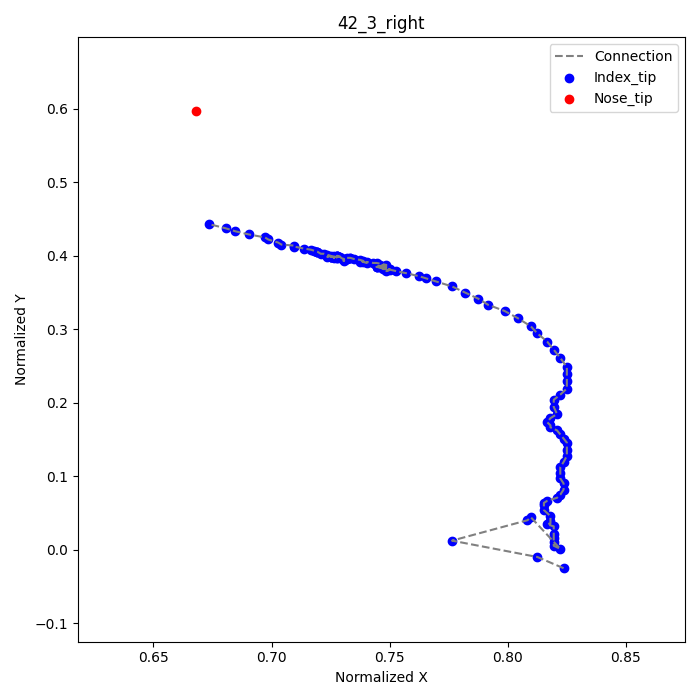 42_3_right
Connection
Index_tip
Nose_tip
0.6
0.5
0.4
0.3
0.2
0.1
0.0
−0.1
Normalized Y
0.65 0.70 0.75 0.80 0.85
Normalized X